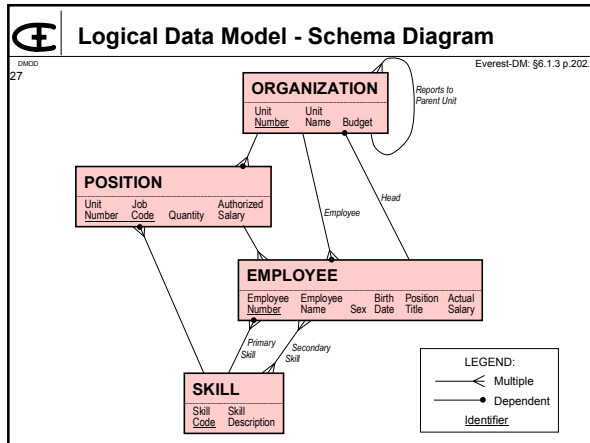 Logical Data Model - Schema Diagram
DMOD
27
Everest-DM: §6.1.3 p.202.
ORGANIZATION
Unit Unit
Number Name Budget
Reports to
Parent Unit
POSITION
Unit Job Authorized
Number Code Quantity Salary
Employee
Head
EMPLOYEE
Employee Employee Birth Position Actual
Number Name Sex Date Title Salary
Primary
Skill
Secondary
Skill
SKILL
Skill Skill
Code Description
LEGEND:
Multiple
Dependent
Identifier